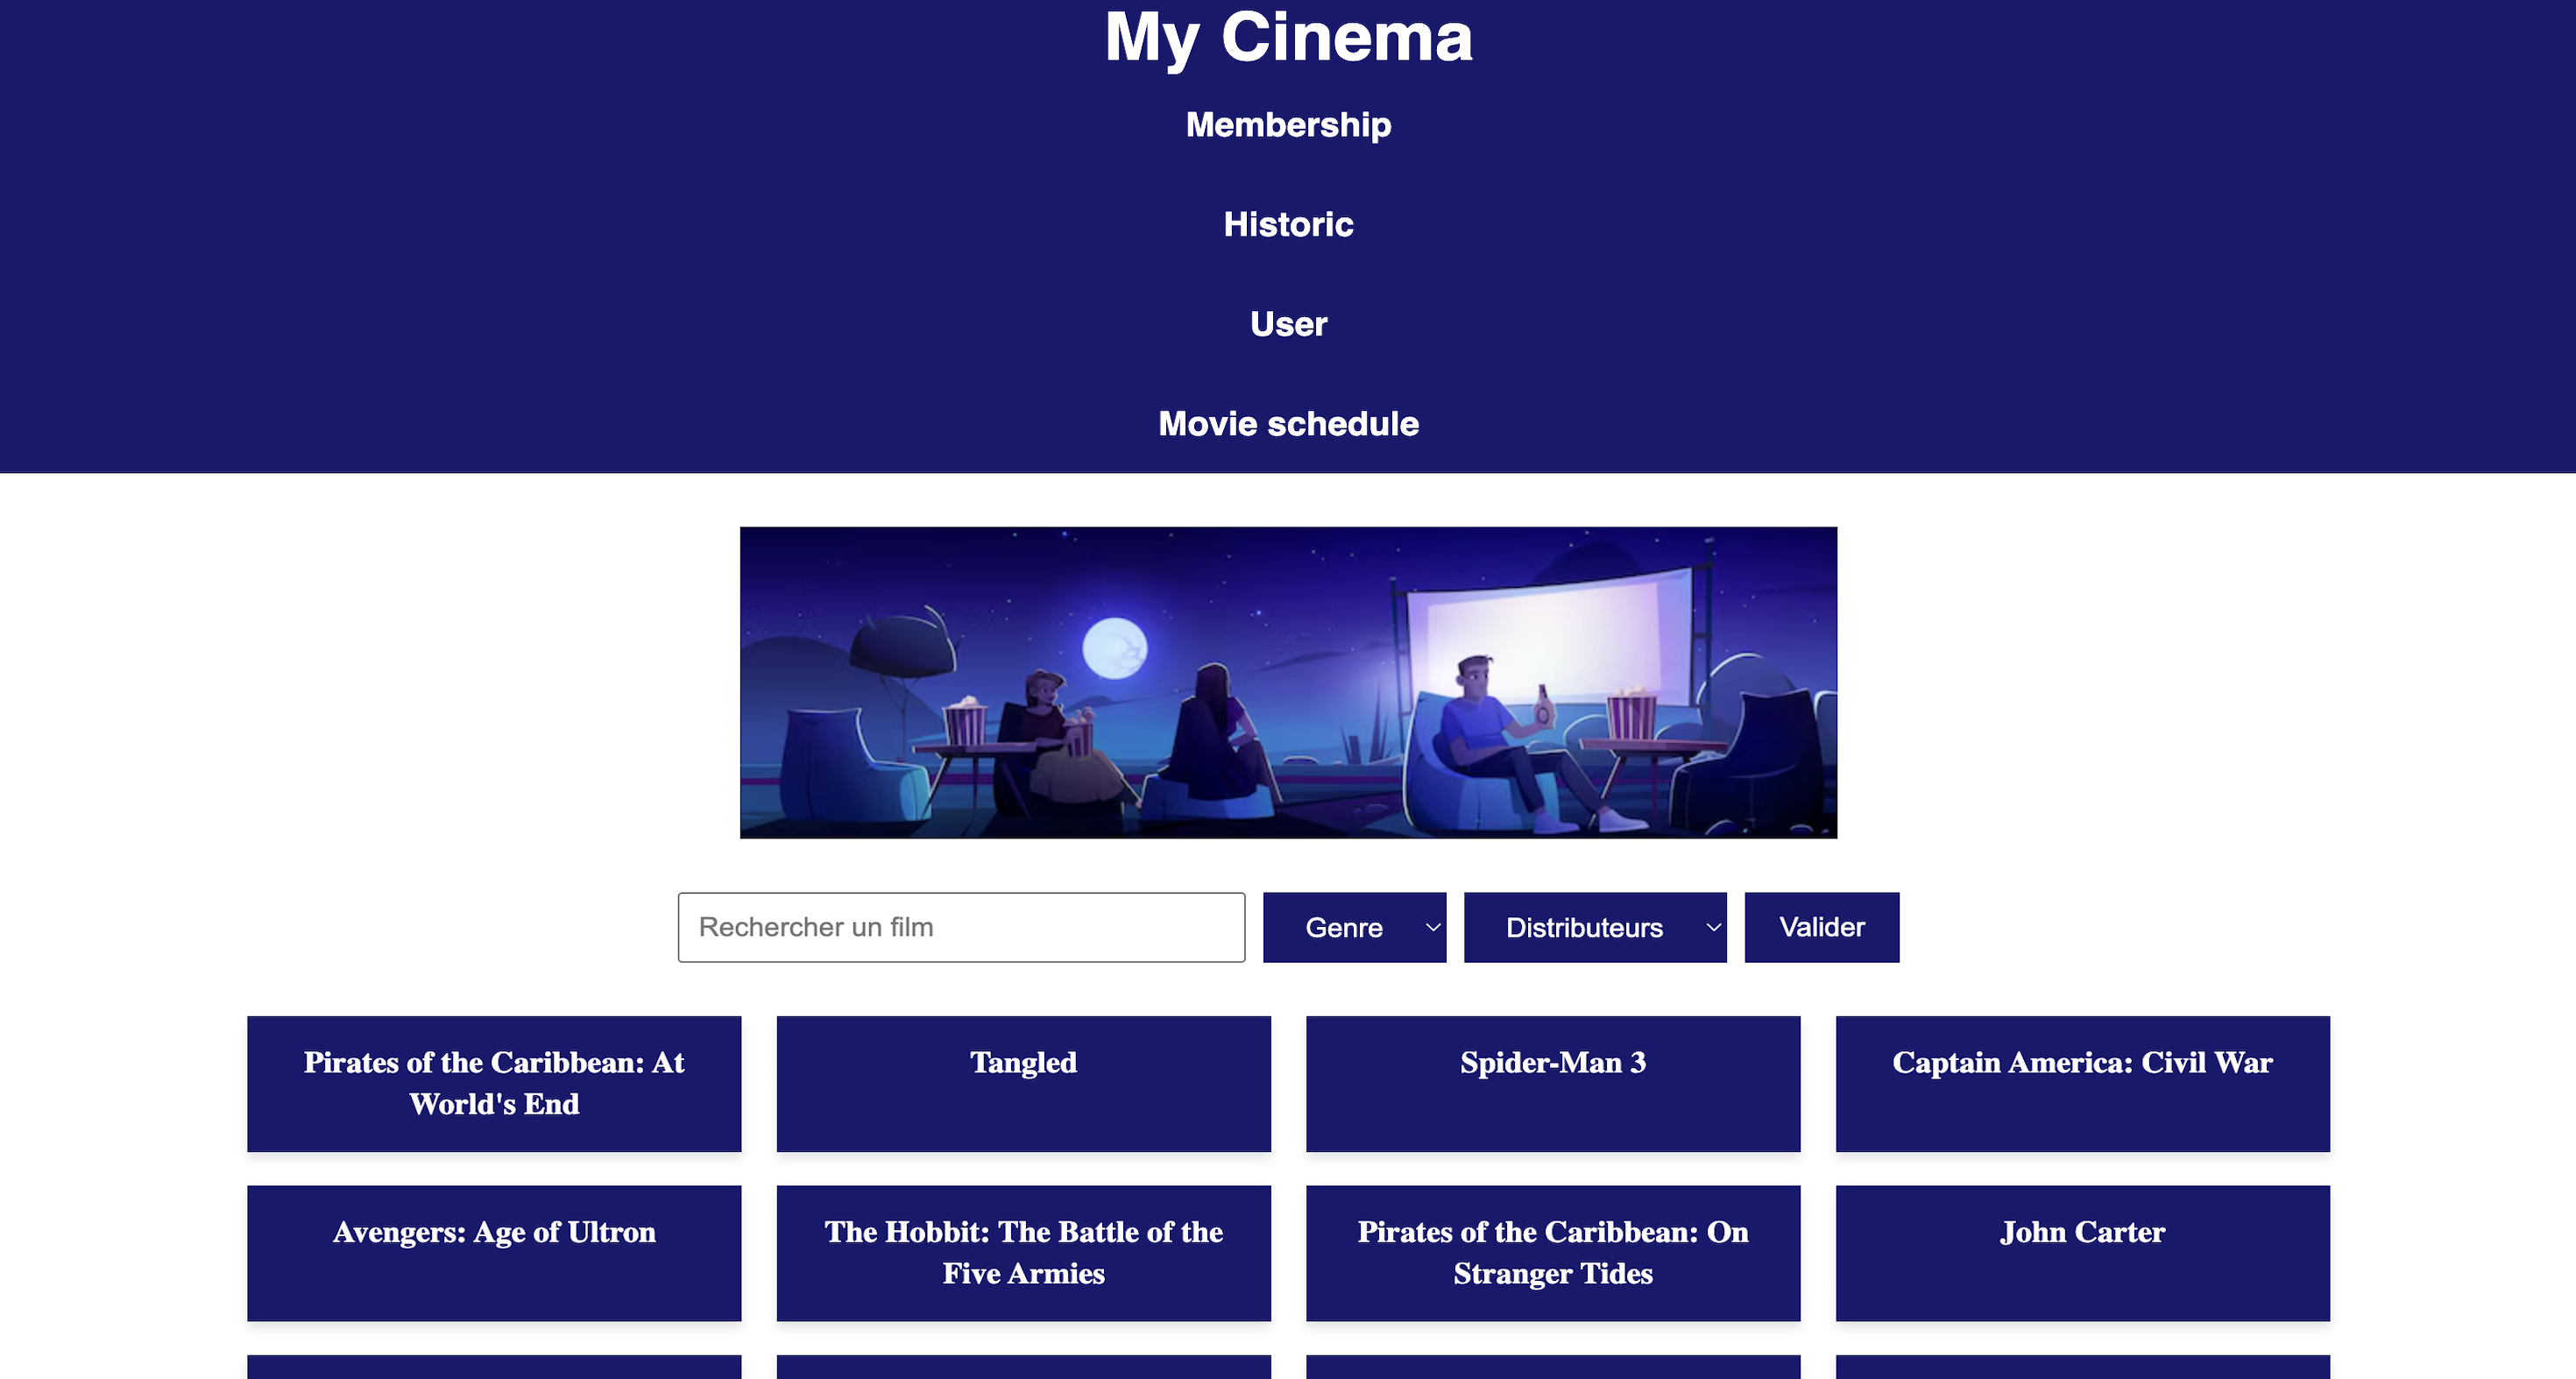 My Cinema
Membership
Historic
User
Movie schedule
Rechercher un film
Genre
Distributeurs
Valider
Pirates of the Caribbean: At
World's End
Tangled
Spider-Man 3
Captain America: Civil War
Avengers: Age of Ultron
The Hobbit: The Battle of the
Five Armies
Pirates of the Caribbean: On
Stranger Tides
John Carter